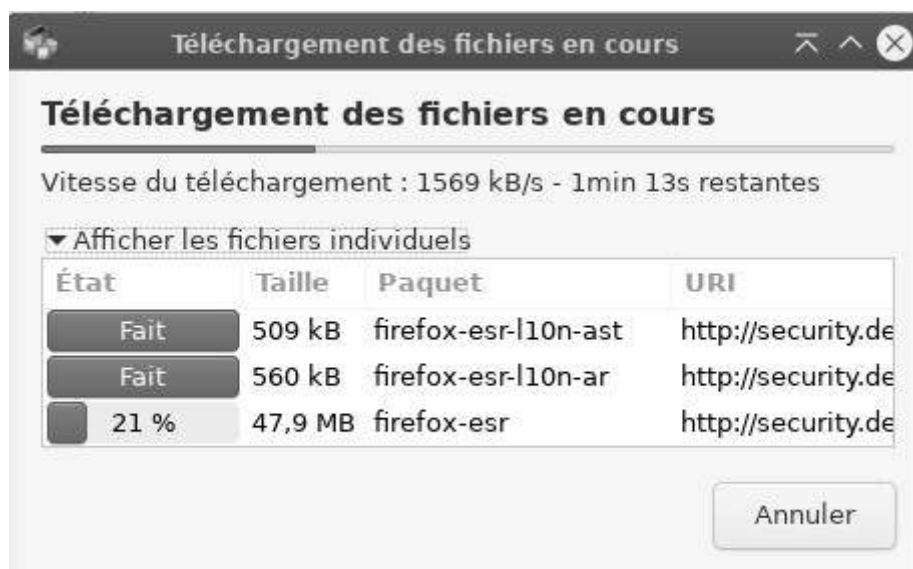 Téléchargement des fichiers en cours
Téléchargement des fichiers en cours
Vitesse du téléchargement : 1569 kB/s - 1min 13s restantes
Afficher les fichiers individuels
État Taille Paquet URI
Fait 509 kB firefox-esr-l10n-ast http://security.de
Fait 560 kB firefox-esr-l10n-ar http://security.de
21 % 47,9 MB firefox-esr http://security.de
Annuler